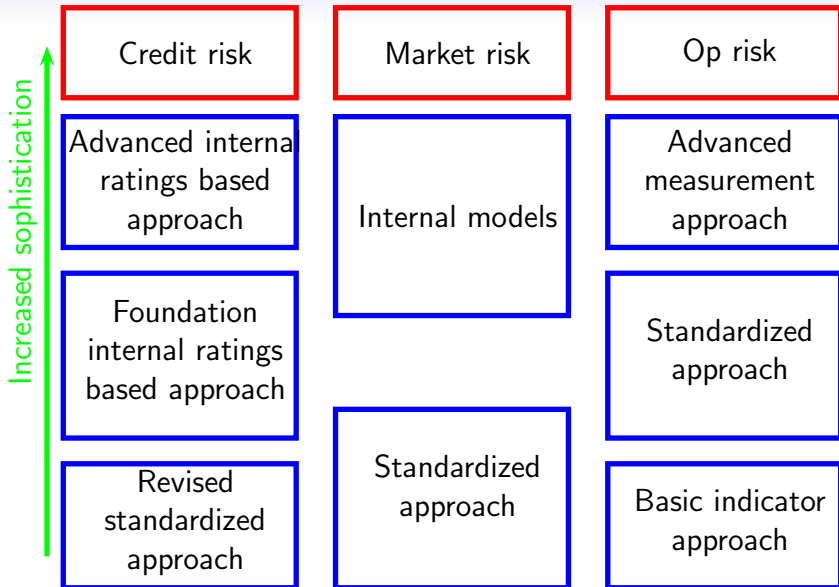 Credit risk
Market risk
Op risk
Increased sophistication
Advanced internal
ratings based
approach
Internal models
Advanced
measurement
approach
Foundation
internal ratings
based approach
Standardized
approach
Revised
standardized
approach
Standardized
approach
Basic indicator
approach